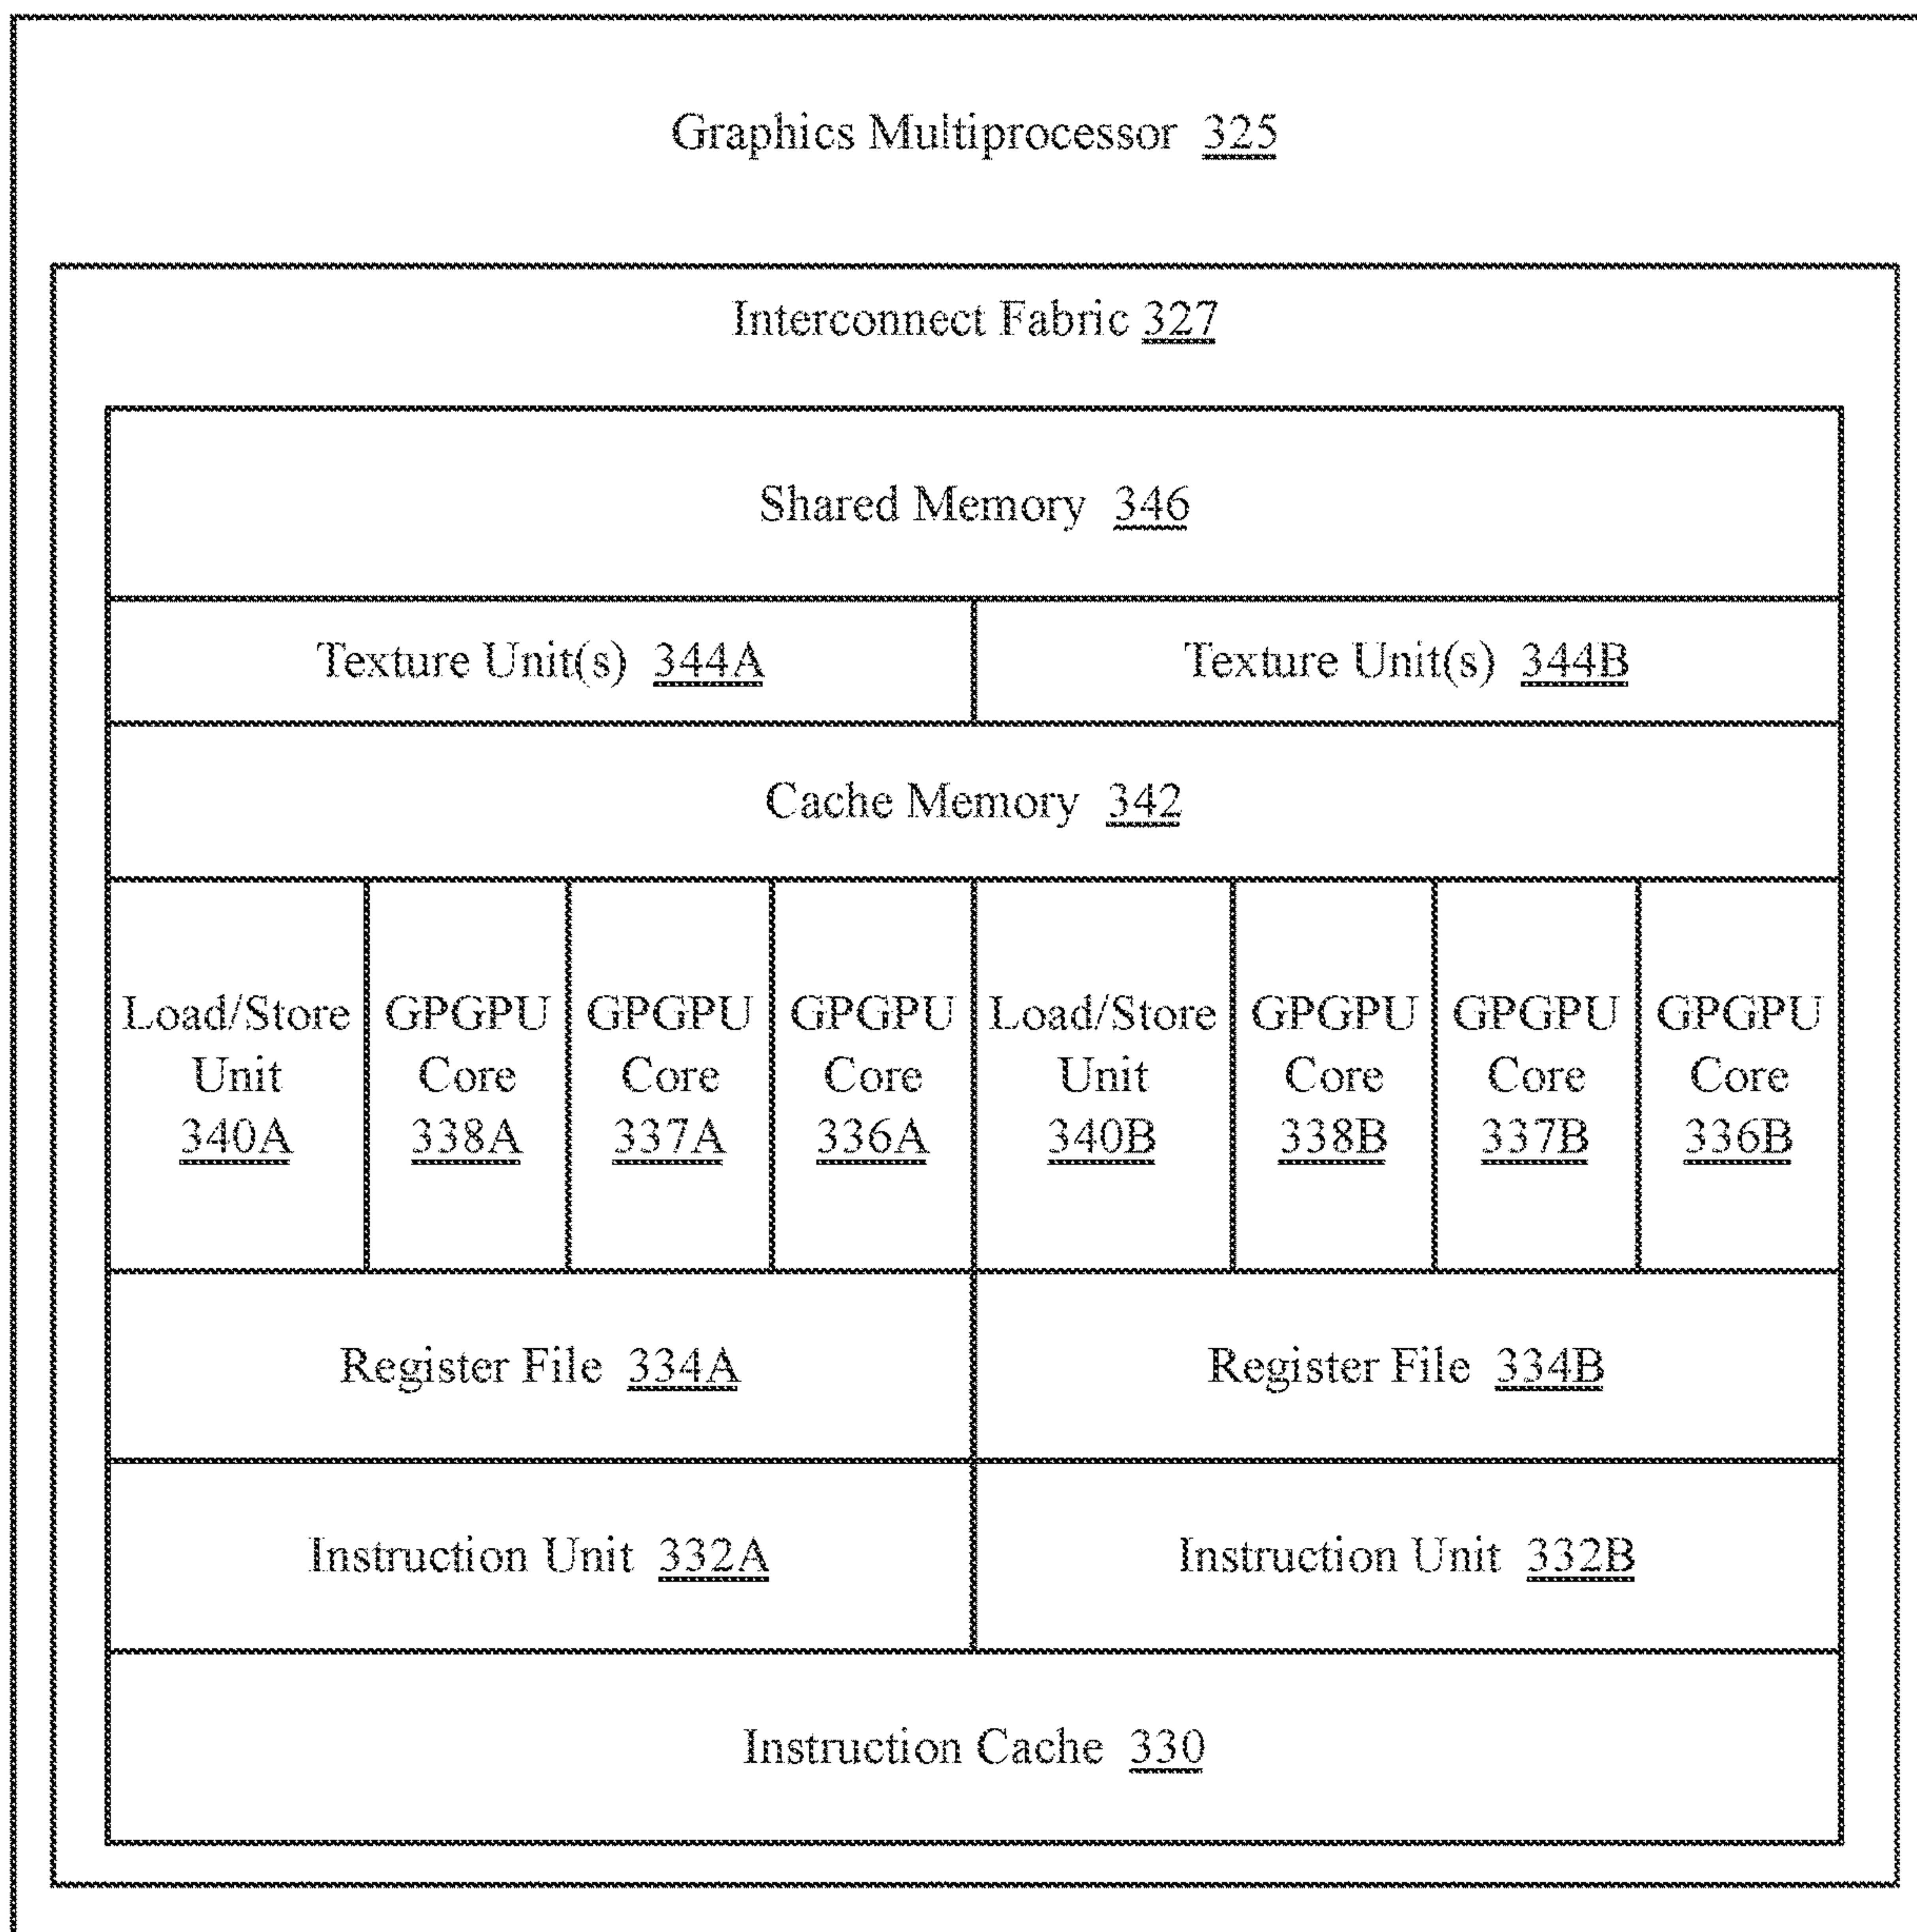 Graphics Multiprocessor 325
Interconnect Fabric 327
Shared Memory 346
Texture Unit(s) 344A
Texture Unit(s) 344B
Cache Memory 342
Load/Store
Unit
340A
GPGPU
Core
338A
GPGPU
Core
337A
GPGPU
Core
336A
Load/Store
Unit
340B
GPGPU
Core
338B
GPGPU
Core
337B
GPGPU
Core
336B
Register File 334A
Register File 334B
Instruction Unit 332A
Instruction Unit 332B
Instruction Cache 330